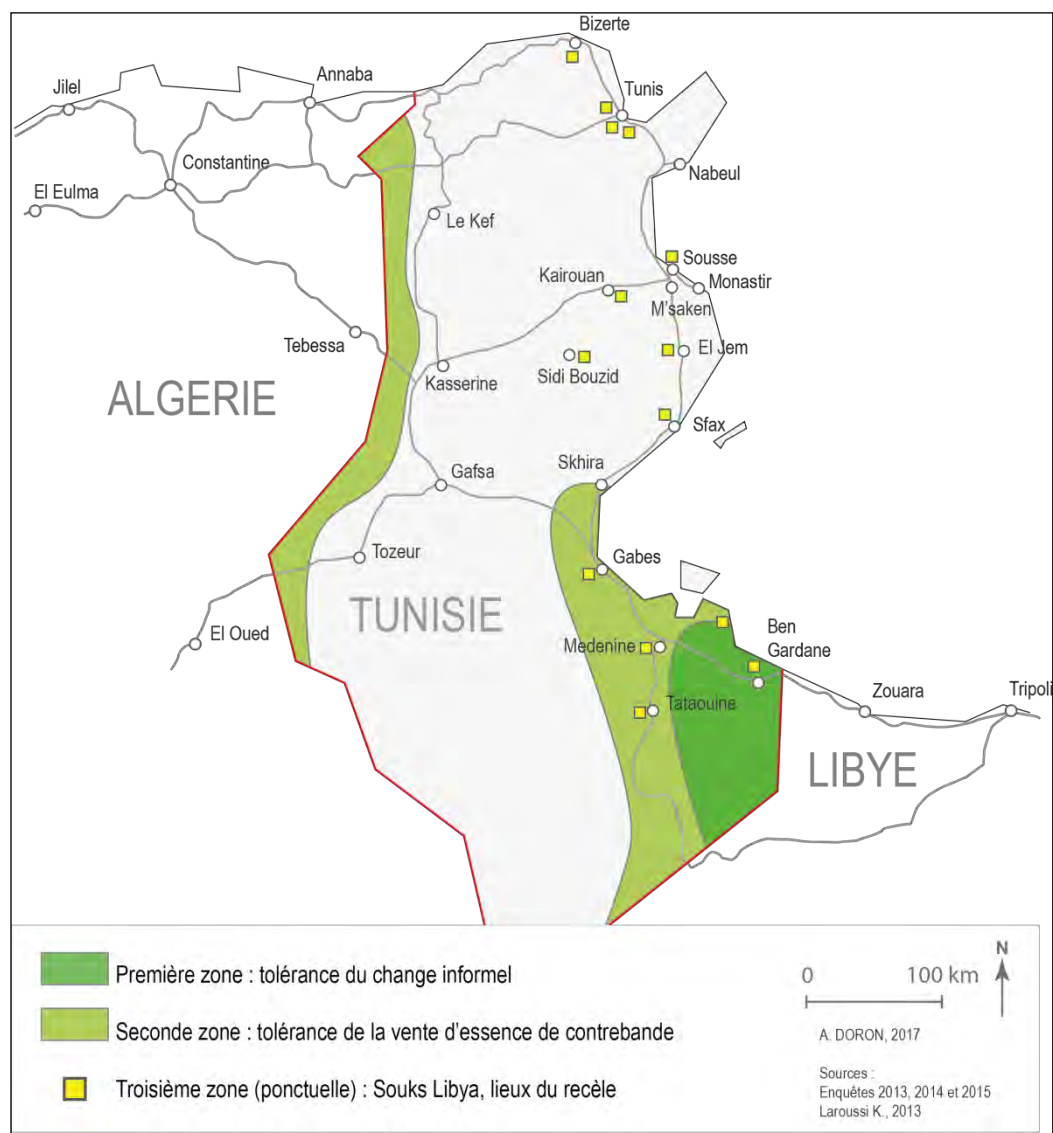 Bizerte
Annaba
Jilel
Tunis
Constantine
Nabeul
El Eulma
Le Kef
Sousse
Kairouan
Monastir
M'saken
Tebessa
El Jem
Sidi Bouzid
Kasserine
ALGERIE
Sfax
Skhira
Gafsa
Tozeur
Gabes
TUNISIE
El Oued
Ben
Gardane
Medenine
Zouara
Tripoli
Tataouine
LIBYE
Première zone : tolérance du change informel
Seconde zone : tolérance de la vente d'essence de contrebande
Troisième zone (ponctuelle) : Souks Libya, lieux du recèle
N
0 100 km
A. DORON, 2017
Sources :
Enquêtes 2013, 2014 et 2015
Laroussi K., 2013